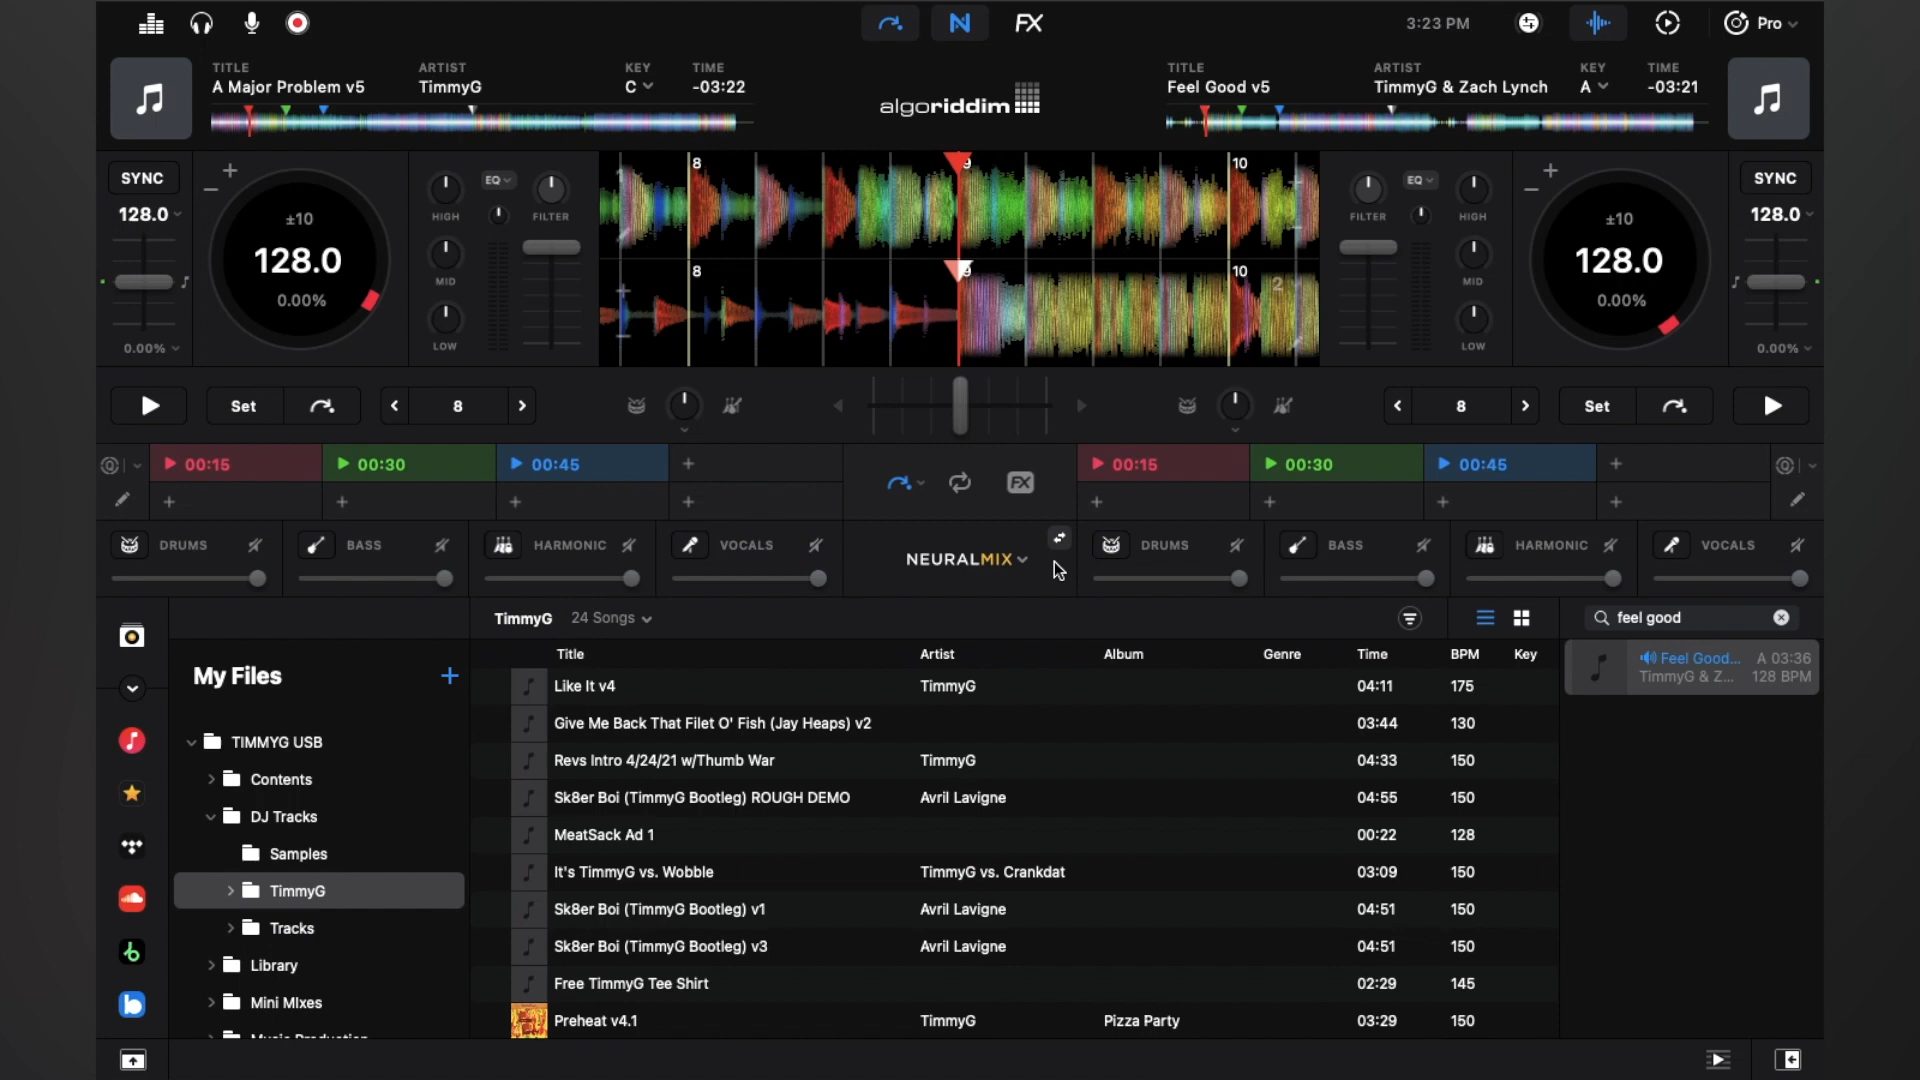 FX
3:23 PM
Pro
TITLE
A Major Problem v5
ARTIST
TimmyG
KEY
C
TIME
-03:22
algoriddim
TITLE
Feel Good v5
ARTIST
TimmyG & Zach Lynch
KEY
A
TIME
-03:21
SYNC
128.0
0.00%
±10
128.0
0.00%
HIGH
MID
LOW
EQ
FILTER
8
9
10
1
8
9
10
2
FILTER
EQ
HIGH
MID
LOW
±10
128.0
0.00%
SYNC
128.0
0.00%
Set
8
8
Set
00:15
00:30
00:45
FX
00:15
00:30
00:45
DRUMS
BASS
HARMONIC
VOCALS
NEURALMIX
DRUMS
BASS
HARMONIC
VOCALS
My Files
TIMMYG USB
Contents
DJ Tracks
Samples
TimmyG
Tracks
Library
Mini MIxes
Music Production
TimmyG 24 Songs
Title Artist Album Genre Time BPM Key
Like It v4 TimmyG 04:11 175
Give Me Back That Filet O' Fish (Jay Heaps) v2 03:44 130
Revs Intro 4/24/21 w/Thumb War TimmyG 04:33 150
Sk8er Boi (TimmyG Bootleg) ROUGH DEMO Avril Lavigne 04:55 150
MeatSack Ad 1 00:22 128
It's TimmyG vs. Wobble TimmyG vs. Crankdat 03:09 150
Sk8er Boi (TimmyG Bootleg) v1 Avril Lavigne 04:51 150
Sk8er Boi (TimmyG Bootleg) v3 Avril Lavigne 04:51 150
Free TimmyG Tee Shirt 02:29 145
Preheat v4.1 TimmyG Pizza Party 03:29 150
feel good
Feel Good... A 03:36
TimmyG & Z... 128 BPM